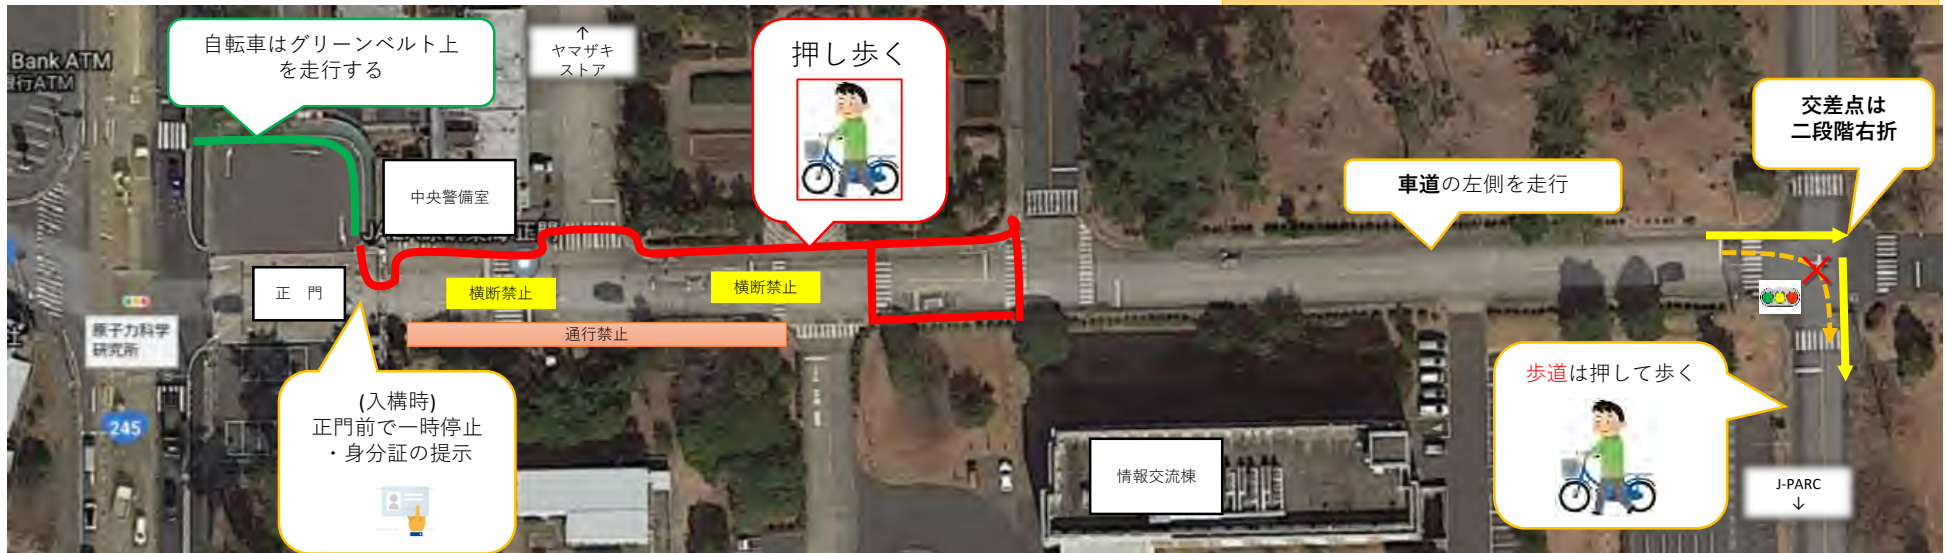 Bank ATM
銀行ATM
自転車はグリーンベルト上
を走行する
↑
ヤマザキ
ストア
押し歩く
交差点は
二段階右折
車道の左側を走行
中央警備室
正 門
横断禁止
横断禁止
通行禁止
原子力科学
研究所
245
(入構時)
正門前で一時停止
・身分証の提示
情報交流棟
歩道は押して歩く
J-PARC
↓